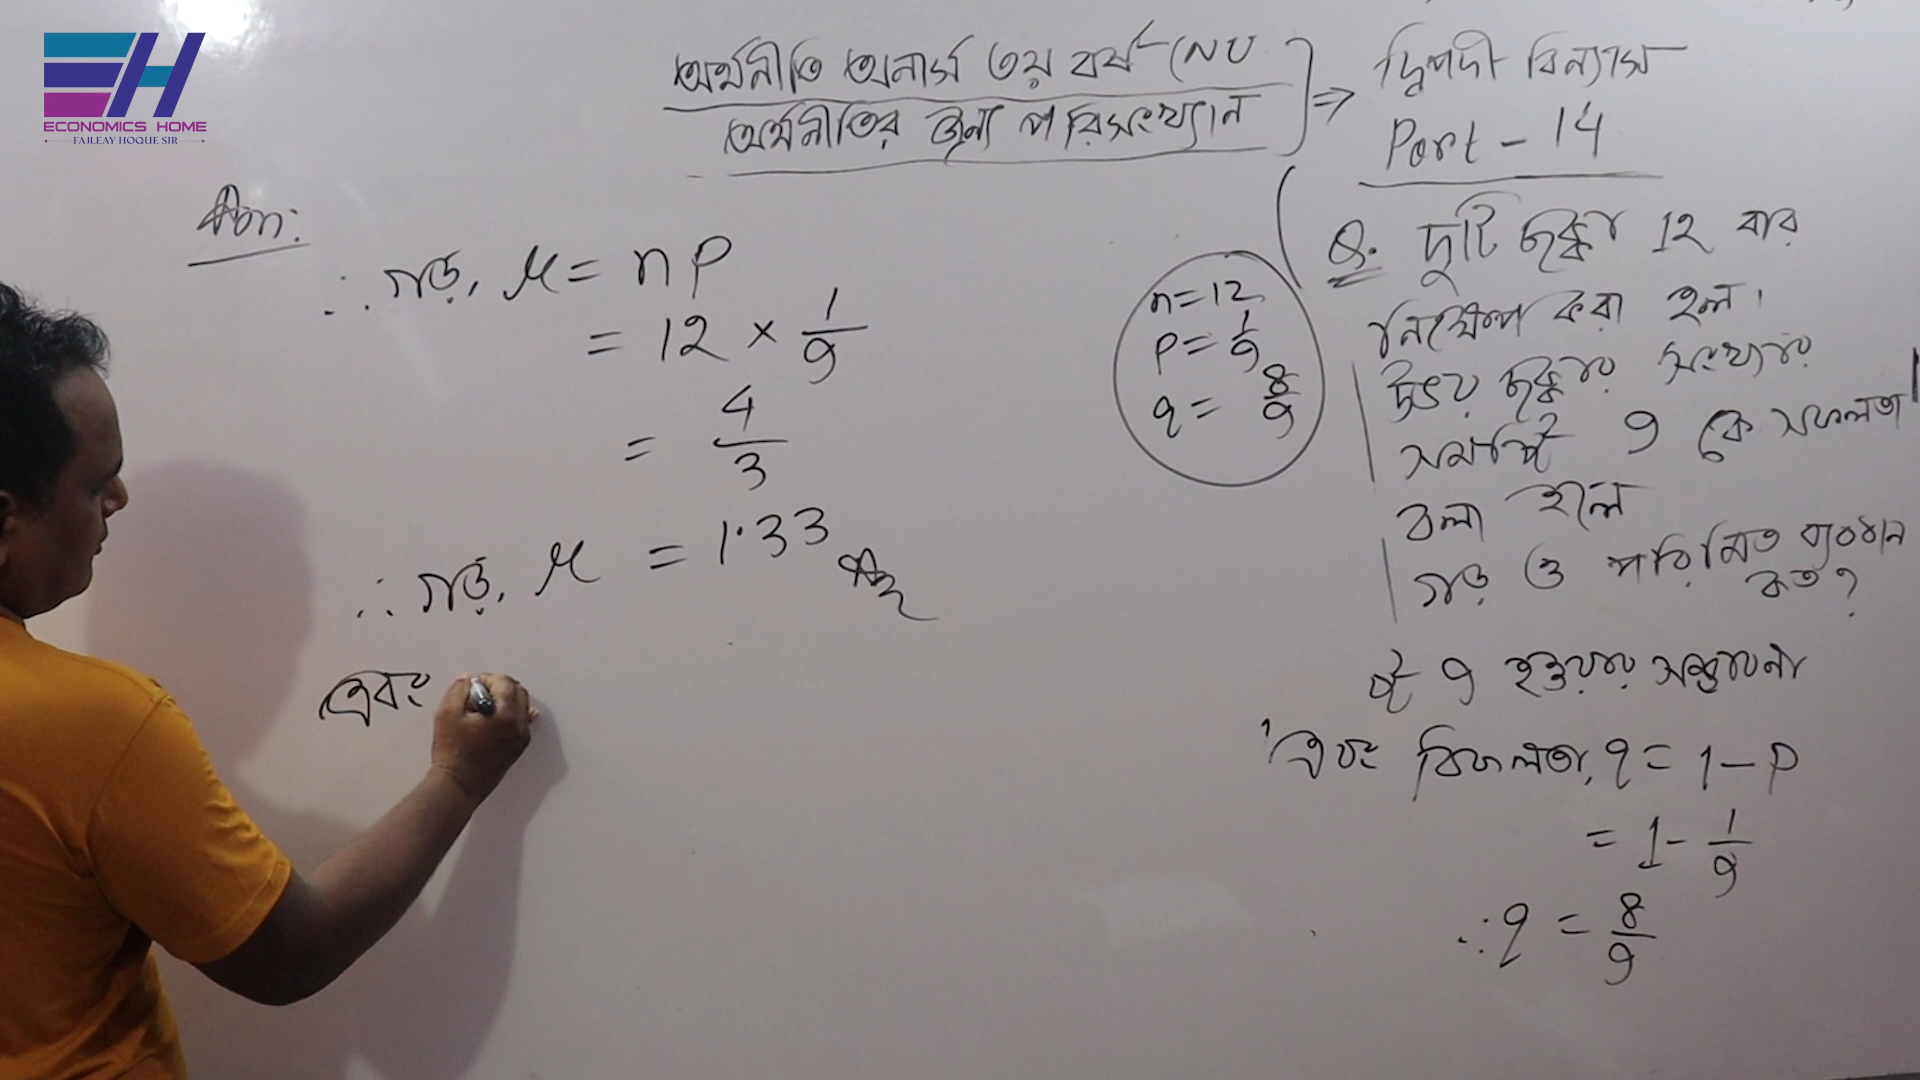 EH
ECONOMICS HOME
FAILEAY HOQUE SIR
অর্থনীতি অনার্স ৩য় বর্ষ (NU
অর্থনীতির জন্য পরিসংখ্যান
⇒ দ্বিপদী বিন্যাস
Part - 14
Ans:
∴ গড়, μ = np
= 12 × 1/9
= 4/3
∴ গড়, μ = 1.33
এবং
n = 12
p = 1/9
q = 8/9
Q. দুটি ছক্কা 12 বার
নিক্ষেপ করা হল।
উভয় ছক্কার সংখ্যার
সমষ্টি 9 কে সফলতা
বলা হলে
গড় ও পরিমিত ব্যবধান
কত?
9 হওয়ার সম্ভাবনা
এবং বিফলতা, q = 1 - p
= 1 - 1/9
∴ q = 8/9